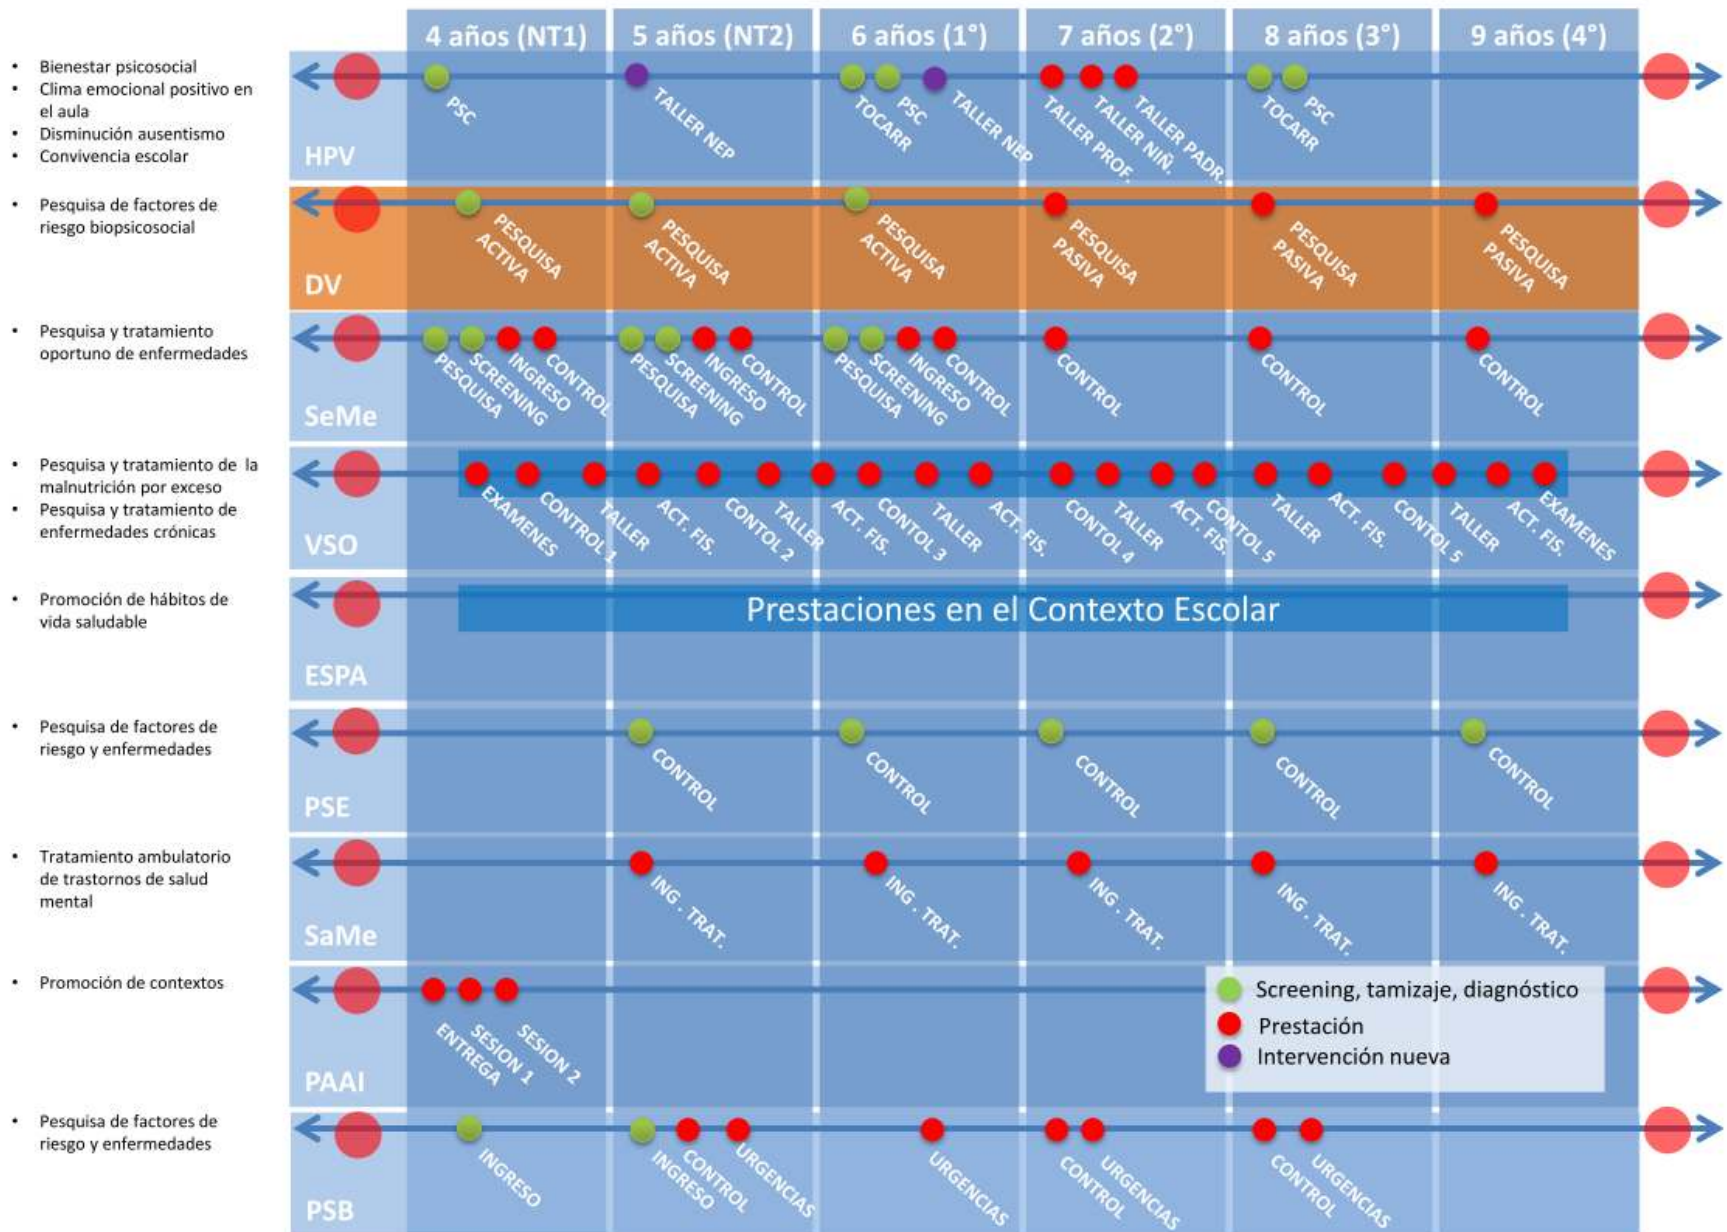 4 años (NT1) 5 años (NT2) 6 años (1°) 7 años (2°) 8 años (3°) 9 años (4°)
• Bienestar psicosocial
• Clima emocional positivo en
el aula
• Disminución ausentismo
• Convivencia escolar
HPV
PSC
TALLER NEP
TOCARR
PSC
TALLER NEP
TALLER PROF.
TALLER NIÑ.
TALLER PADR.
TOCARR
PSC
• Pesquisa de factores de
riesgo biopsicosocial
DV
PESQUISA
ACTIVA
PESQUISA
ACTIVA
PESQUISA
ACTIVA
PESQUISA
PASIVA
PESQUISA
PASIVA
PESQUISA
PASIVA
• Pesquisa y tratamiento
oportuno de enfermedades
SeMe
PESQUISA
SCREENING
INGRESO
CONTROL
PESQUISA
SCREENING
INGRESO
CONTROL
PESQUISA
SCREENING
INGRESO
CONTROL
CONTROL
CONTROL
CONTROL
• Pesquisa y tratamiento de la
malnutrición por exceso
• Pesquisa y tratamiento de
enfermedades crónicas
VSO
EXAMENES
CONTROL 1
TALLER
ACT. FIS.
CONTOL 2
TALLER
ACT. FIS.
CONTOL 3
TALLER
ACT. FIS.
CONTOL 4
TALLER
ACT. FIS.
CONTOL 5
TALLER
ACT. FIS.
CONTOL 5
TALLER
ACT. FIS.
EXAMENES
• Promoción de hábitos de
vida saludable
ESPA
Prestaciones en el Contexto Escolar
• Pesquisa de factores de
riesgo y enfermedades
PSE
CONTROL
CONTROL
CONTROL
CONTROL
CONTROL
• Tratamiento ambulatorio
de trastornos de salud
mental
SaMe
ING . TRAT.
ING . TRAT.
ING . TRAT.
ING . TRAT.
ING . TRAT.
• Promoción de contextos
PAAI
ENTREGA
SESION 1
SESION 2
Screening, tamizaje, diagnóstico
Prestación
Intervención nueva
• Pesquisa de factores de
riesgo y enfermedades
PSB
INGRESO
INGRESO
CONTROL
URGENCIAS
URGENCIAS
CONTROL
URGENCIAS
CONTROL
URGENCIAS